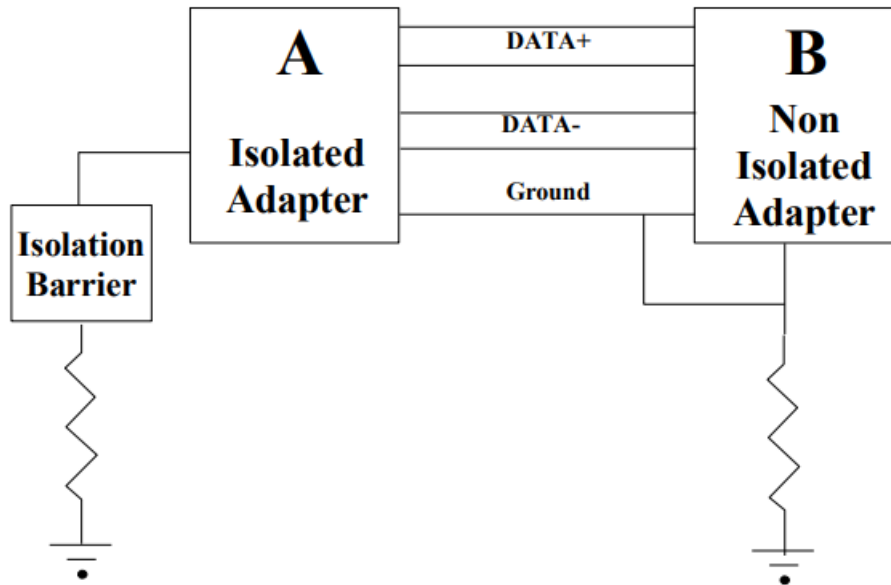 A
Isolated
Adapter
DATA+
DATA-
Ground
B
Non
Isolated
Adapter
Isolation
Barrier